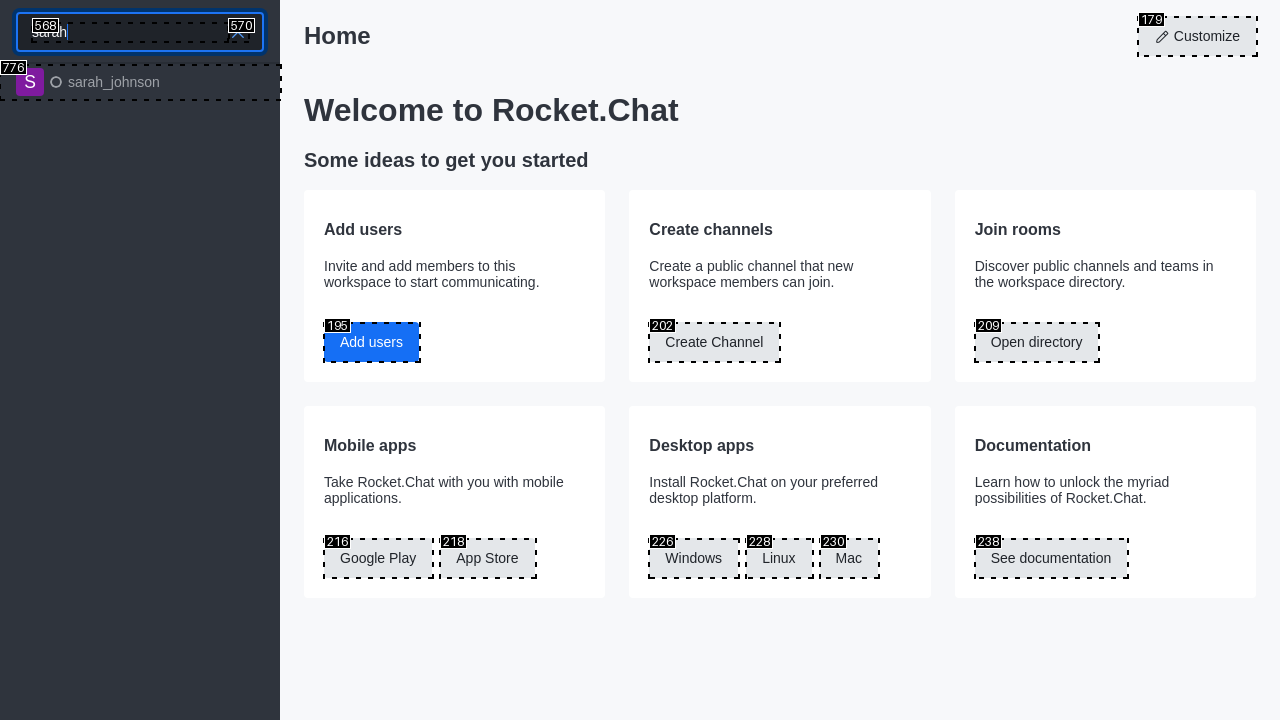 568
sarah
570
776
S
sarah_johnson
Home
179
Customize
Welcome to Rocket.Chat
Some ideas to get you started
Add users
Invite and add members to this
workspace to start communicating.
195
Add users
Create channels
Create a public channel that new
workspace members can join.
202
Create Channel
Join rooms
Discover public channels and teams in
the workspace directory.
209
Open directory
Mobile apps
Take Rocket.Chat with you with mobile
applications.
216
Google Play
218
App Store
Desktop apps
Install Rocket.Chat on your preferred
desktop platform.
226
Windows
228
Linux
230
Mac
Documentation
Learn how to unlock the myriad
possibilities of Rocket.Chat.
238
See documentation